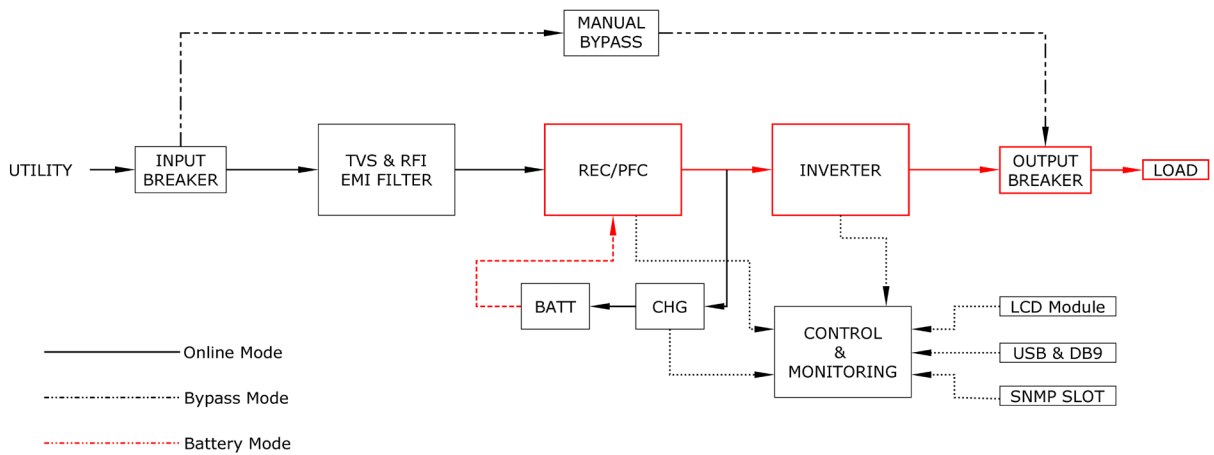 MANUAL
BYPASS
UTILITY
INPUT
BREAKER
TVS & RFI
EMI FILTER
REC/PFC
INVERTER
OUTPUT
BREAKER
LOAD
BATT
CHG
CONTROL
&
MONITORING
LCD Module
USB & DB9
SNMP SLOT
Online Mode
Bypass Mode
Battery Mode